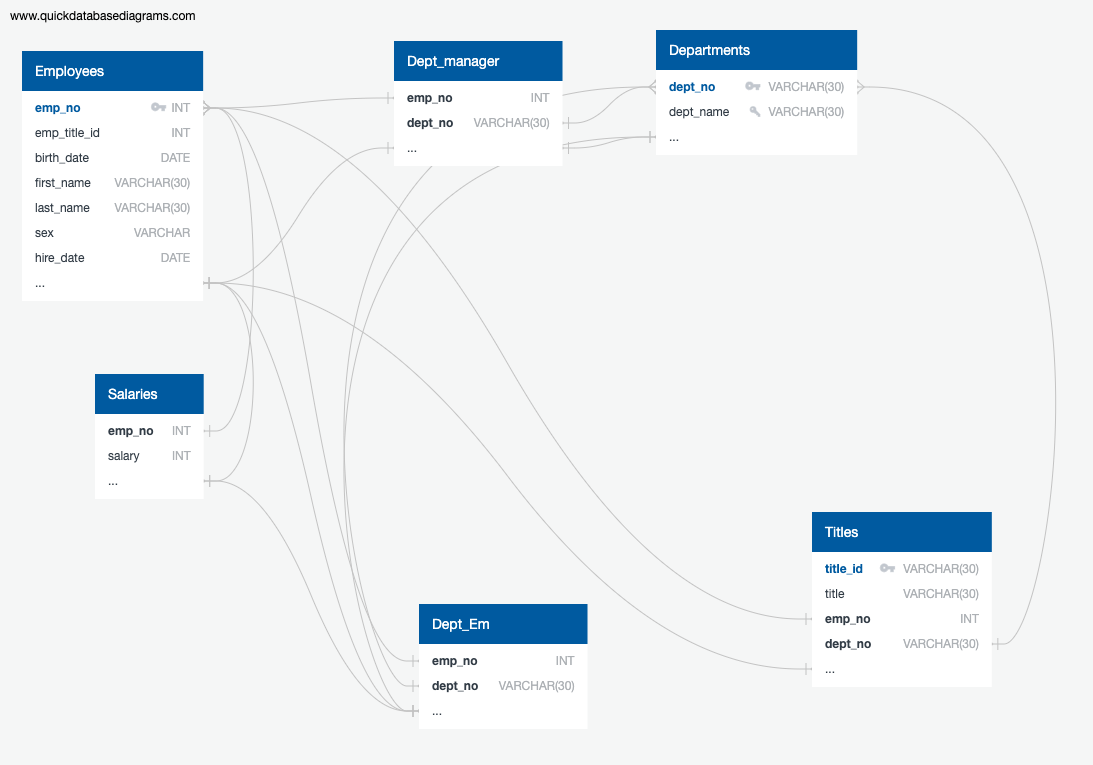 www.quickdatabasediagrams.com
Employees
emp_no INT
emp_title_id INT
birth_date DATE
first_name VARCHAR(30)
last_name VARCHAR(30)
sex VARCHAR
hire_date DATE
...
Dept_manager
emp_no INT
dept_no VARCHAR(30)
...
Departments
dept_no VARCHAR(30)
dept_name VARCHAR(30)
...
Salaries
emp_no INT
salary INT
...
Dept_Em
emp_no INT
dept_no VARCHAR(30)
...
Titles
title_id VARCHAR(30)
title VARCHAR(30)
emp_no INT
dept_no VARCHAR(30)
...